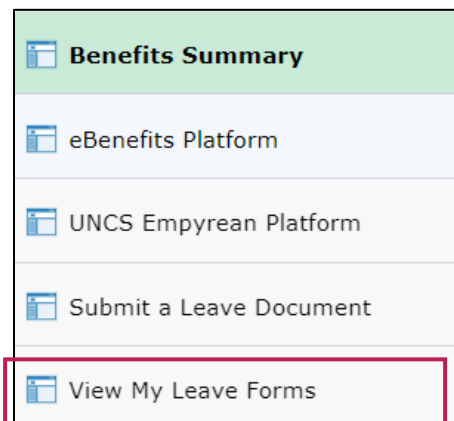 Benefits Summary
eBenefits Platform
UNCS Empyrean Platform
Submit a Leave Document
View My Leave Forms